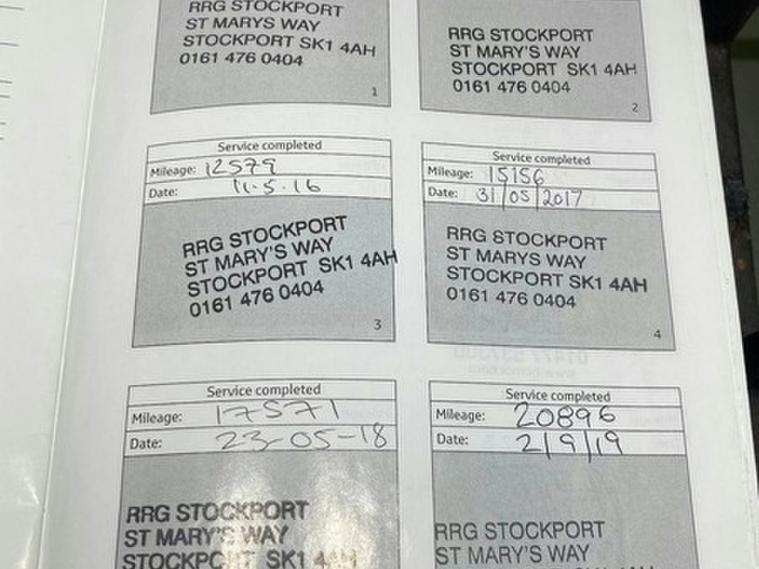 RRG STOCKPORT
ST MARYS WAY
STOCKPORT SK1 4AH
0161 476 0404
1
RRG STOCKPORT
ST MARY'S WAY
STOCKPORT SK1 4AH
0161 476 0404
2
Service completed
Mileage: 12579
Date: 11.5.16
RRG STOCKPORT
ST MARY'S WAY
STOCKPORT SK1 4AH
0161 476 0404
3
Service completed
Mileage: 15156
Date: 31/05/2017
RRG STOCKPORT
ST MARYS WAY
STOCKPORT SK1 4AH
0161 476 0404
4
Service completed
Mileage: 17571
Date: 23-05-18
RRG STOCKPORT
ST MARY'S WAY
STOCKPORT SK1 4AH
Service completed
Mileage: 20896
Date: 2/9/19
RRG STOCKPORT
ST MARY'S WAY